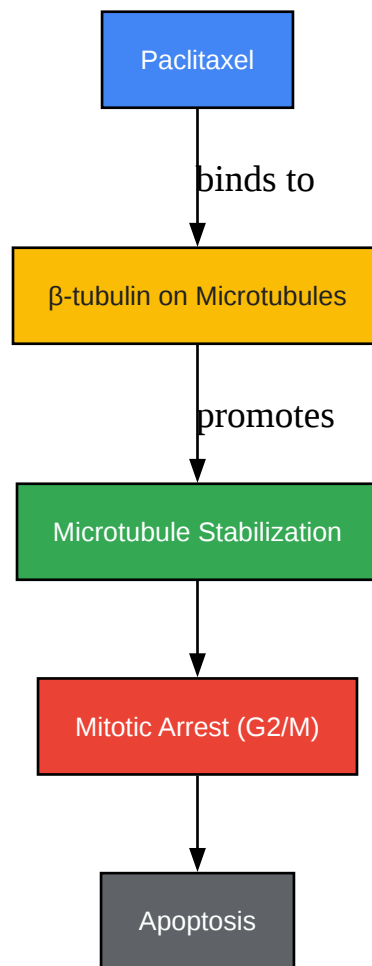 Paclitaxel
binds to
β-tubulin on Microtubules
promotes
Microtubule Stabilization
Mitotic Arrest (G2/M)
Apoptosis